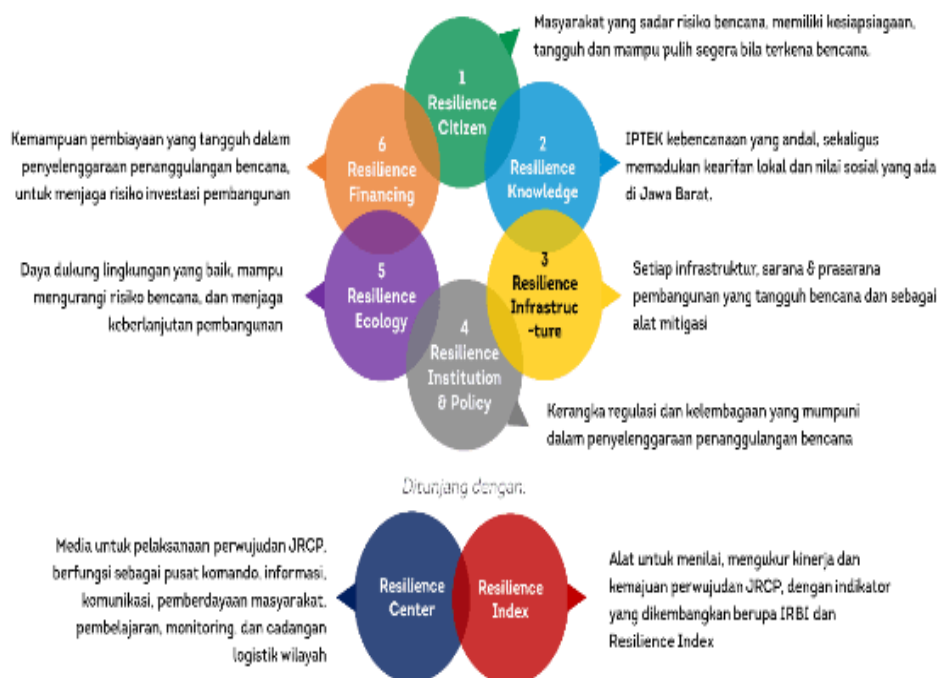 Masyarakat yang sadar risiko bencana, memiliki kesiapsiagaan,
tangguh dan mampu pulih segera bila terkena bencana.
1
Resilience
Citizen
2
Resilience
Knowledge
IPTEK kebencanaan yang andal, sekaligus
memadukan kearifan lokal dan nilai sosial yang ada
di Jawa Barat.
3
Resilience
Infrastruc
-ture
Setiap infrastruktur, sarana & prasarana
pembangunan yang tangguh bencana dan sebagai
alat mitigasi
4
Resilience
Institution
& Policy
Kerangka regulasi dan kelembagaan yang mumpuni
dalam penyelenggaraan penanggulangan bencana
5
Resilience
Ecology
Daya dukung lingkungan yang baik, mampu
mengurangi risiko bencana, dan menjaga
keberlanjutan pembangunan
6
Resilience
Financing
Kemampuan pembiayaan yang tangguh dalam
penyelenggaraan penanggulangan bencana,
untuk menjaga risiko investasi pembangunan
Ditunjang dengan.
Media untuk pelaksanaan perwujudan JRCP,
berfungsi sebagai pusat komando, informasi,
komunikasi, pemberdayaan masyarakat,
pembelajaran, monitoring, dan cadangan
logistik wilayah
Resilience
Center
Resilience
Index
Alat untuk menilai, mengukur kinerja dan
kemajuan perwujudan JRCP, dengan indikator
yang dikembangkan berupa IRBI dan
Resilience Index